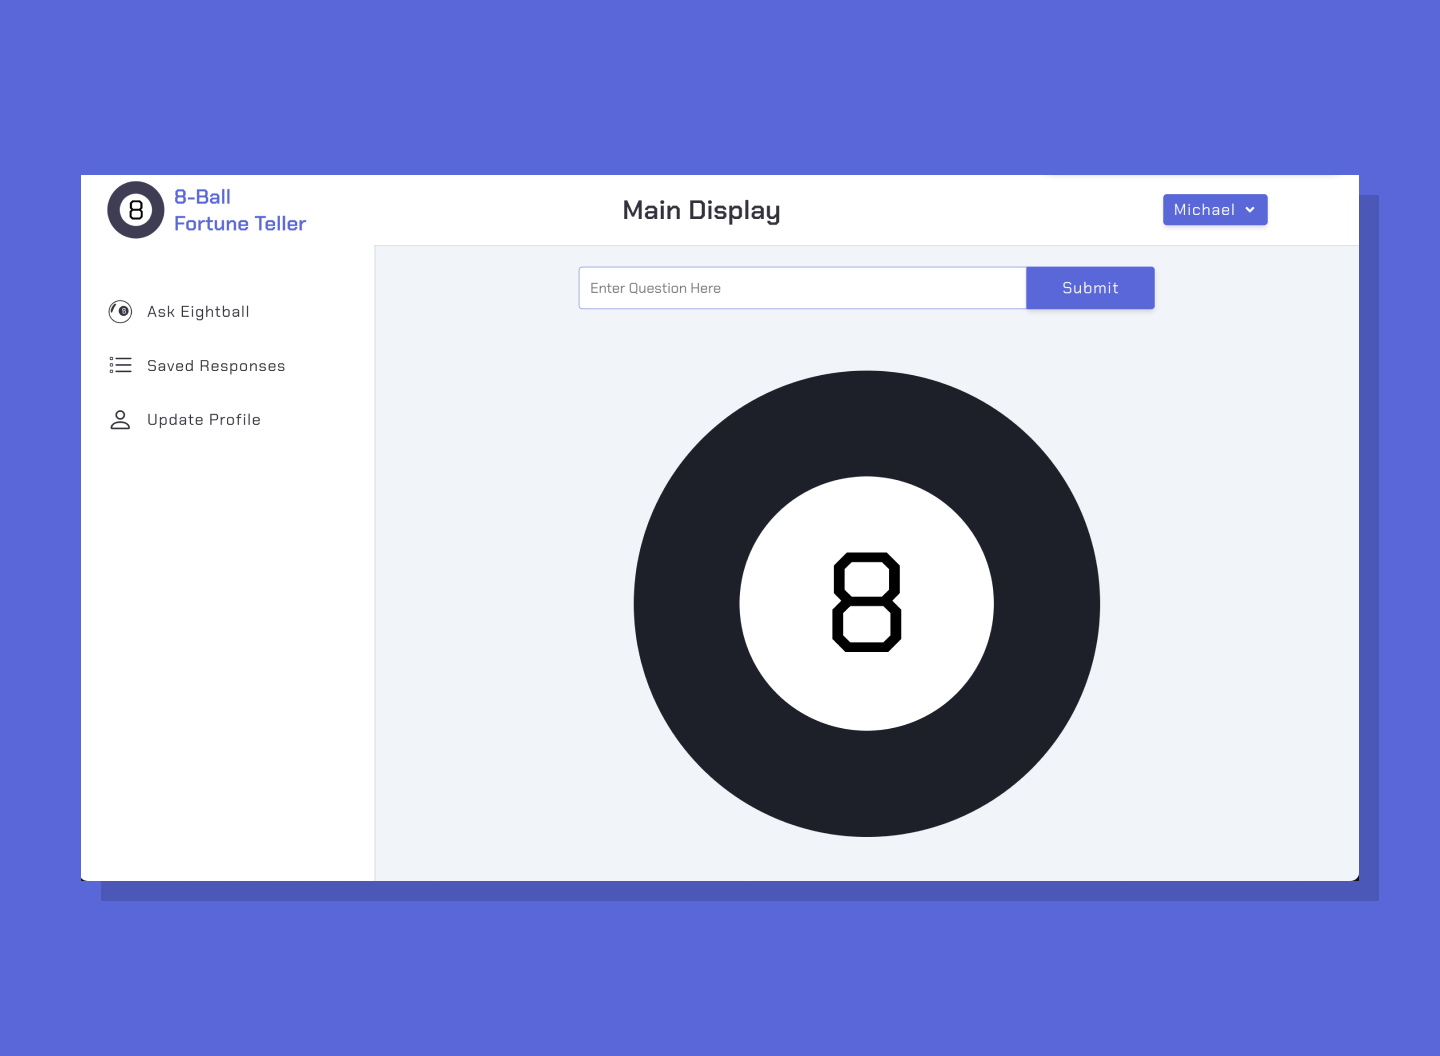 8
8-Ball
Fortune Teller
Main Display
Michael
Ask Eightball
Saved Responses
Update Profile
Enter Question Here
Submit
8